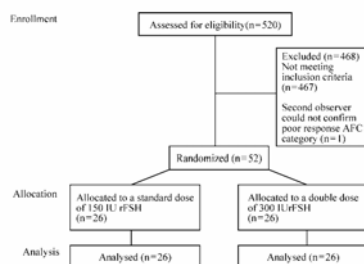 Enrollment
Assessed for eligibility(n=520)
Excluded (n=468)
Not meeting
inclusion criteria
(n=467)
Second observer
could not confirm
poor response AFC
category (n=1)
Randomized (n=52)
Allocation
Allocated to a standard dose
of 150 IU rFSH
(n=26)
Allocated to a double dose
of 300 IUrFSH
(n=26)
Analysis
Analysed (n=26)
Analysed (n=26)